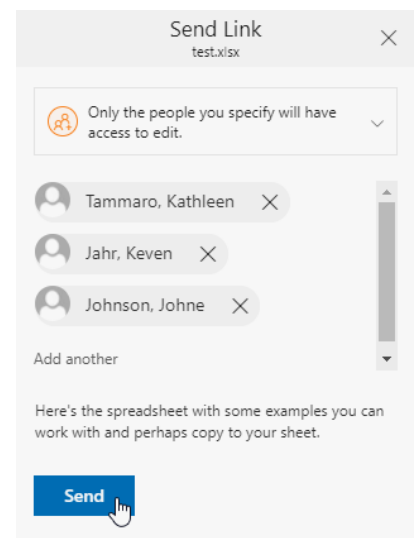 Send Link
test.xlsx
Only the people you specify will have
access to edit.
Tammaro, Kathleen
Jahr, Keven
Johnson, Johne
Add another
Here's the spreadsheet with some examples you can
work with and perhaps copy to your sheet.
Send